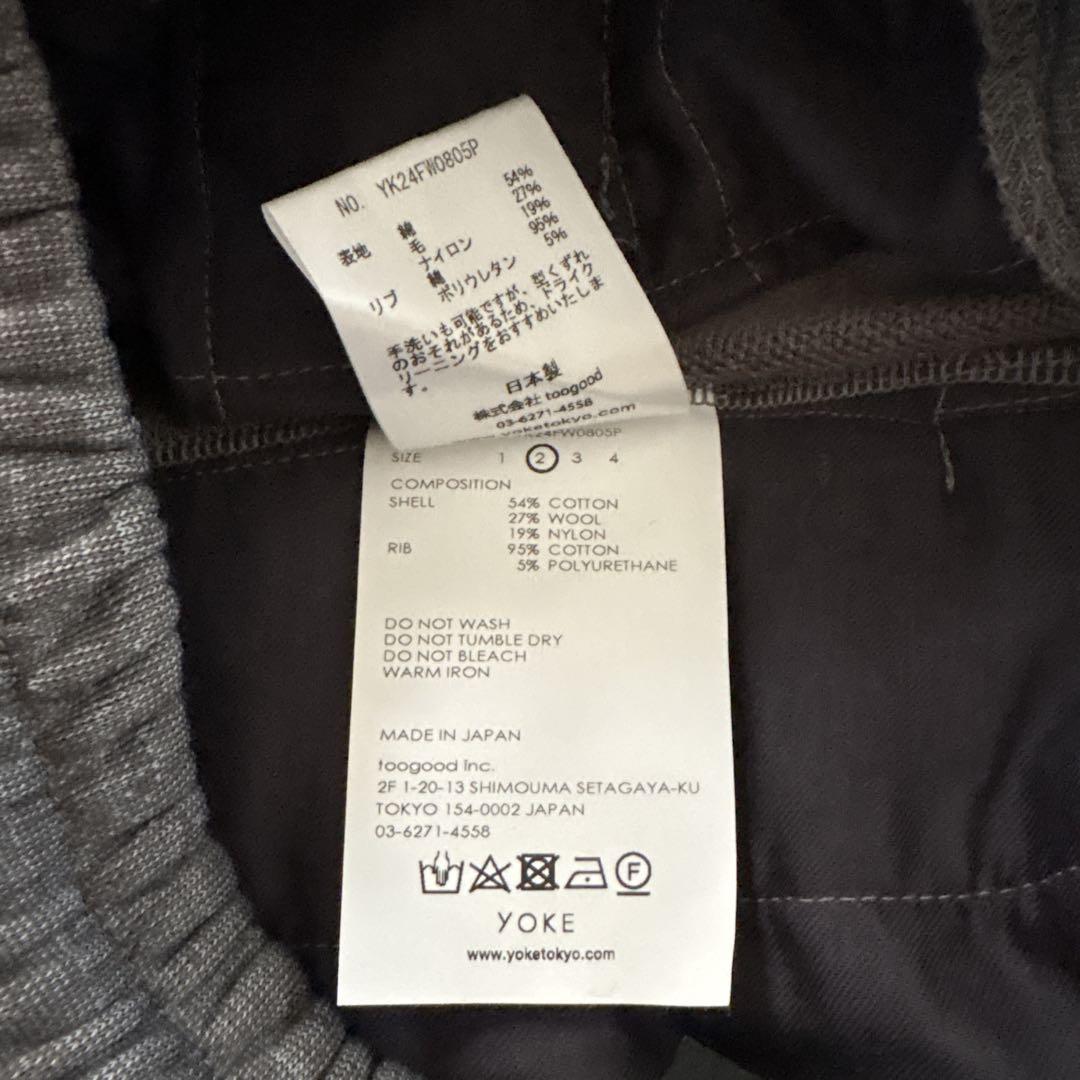 NO. YK24FW0805P
表地 綿 54%
毛 27%
ナイロン 19%
リブ 綿 95%
ポリウレタン 5%
手洗いも可能ですが、型くずれ
のおそれがあるため、ドライク
リーニングをおすすめいたしま
す。
日本製
株式会社 toogood
03-6271-4558
www.yoketokyo.com
YK24FW0805P
SIZE 1 2 3 4
COMPOSITION
SHELL 54% COTTON
27% WOOL
19% NYLON
RIB 95% COTTON
5% POLYURETHANE
DO NOT WASH
DO NOT TUMBLE DRY
DO NOT BLEACH
WARM IRON
MADE IN JAPAN
toogood Inc.
2F 1-20-13 SHIMOUMA SETAGAYA-KU
TOKYO 154-0002 JAPAN
03-6271-4558
F
YOKE
www.yoketokyo.com